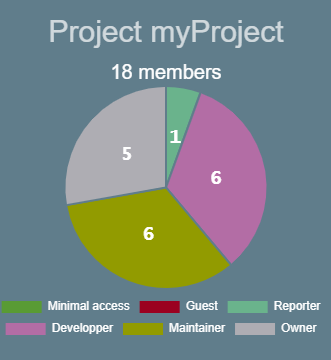 Project myProject
18 members
1
6
5
6
Minimal access Guest Reporter
Developper Maintainer Owner